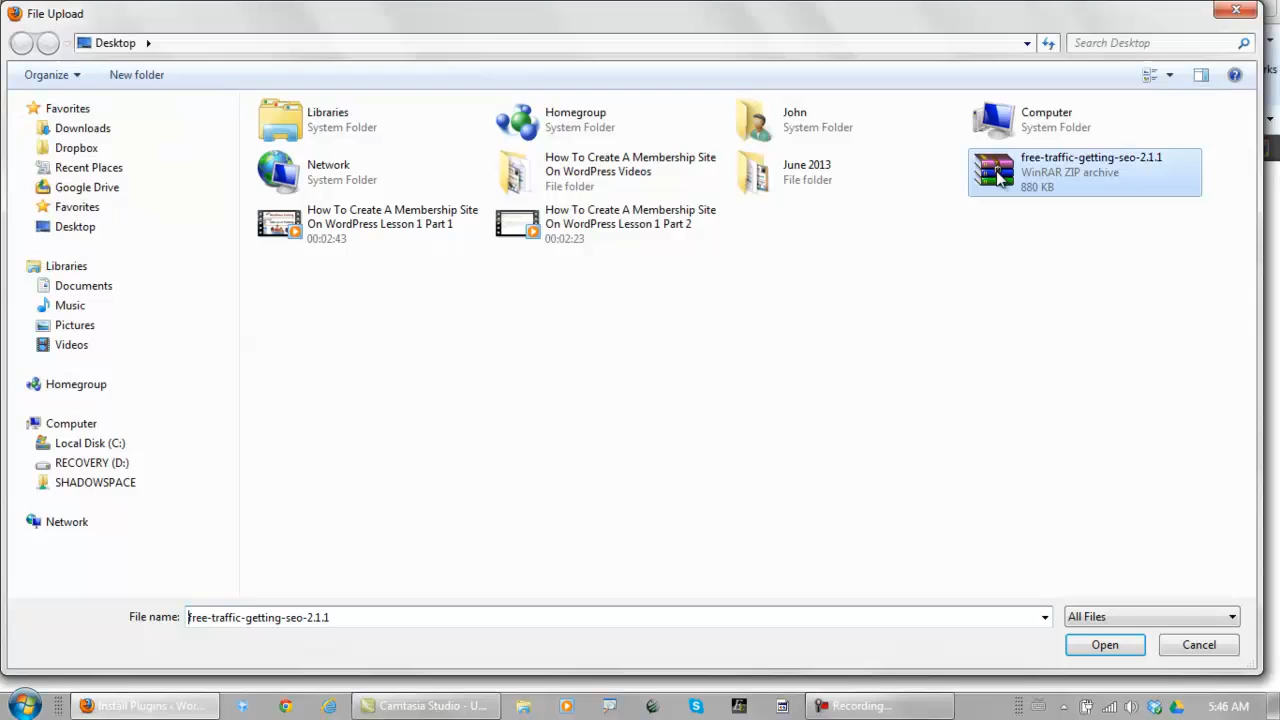 File Upload
Desktop
Search Desktop
Organize
New folder
Favorites
Downloads
Dropbox
Recent Places
Google Drive
Favorites
Desktop
Libraries
Documents
Music
Pictures
Videos
Homegroup
Computer
Local Disk (C:)
RECOVERY (D:)
SHADOWSPACE
Network
Libraries
System Folder
Homegroup
System Folder
John
System Folder
Computer
System Folder
Network
System Folder
How To Create A Membership Site
On WordPress Videos
File folder
June 2013
File folder
free-traffic-getting-seo-2.1.1
WinRAR ZIP archive
880 KB
How To Create A Membership Site
On WordPress Lesson 1 Part 1
00:02:43
How To Create A Membership Site
On WordPress Lesson 1 Part 2
00:02:23
File name:
free-traffic-getting-seo-2.1.1
All Files
Open
Cancel
Install Plugins ‹ Wo...
Camtasia Studio - U...
Recording...
5:46 AM